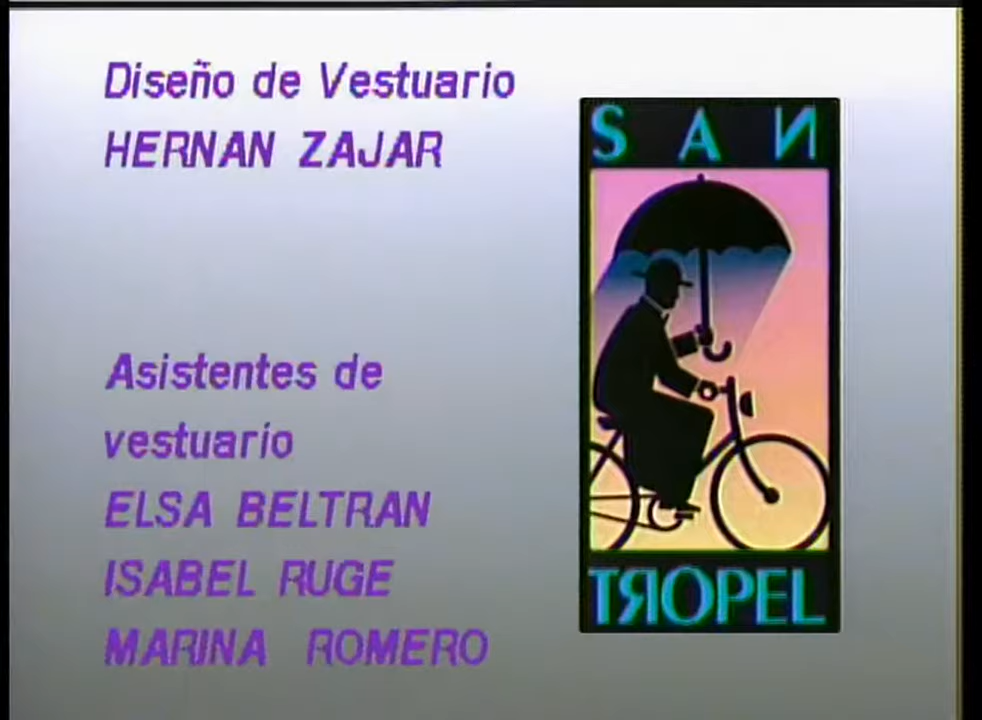 Diseño de Vestuario
HERNAN ZAJAR
Asistentes de
vestuario
ELSA BELTRAN
ISABEL RUGE
MARINA ROMERO
SAN
TROPEL